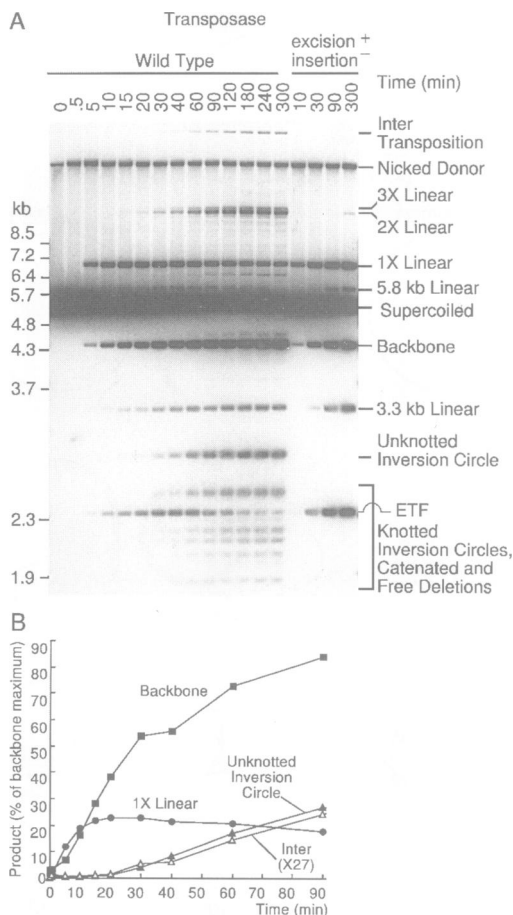 A
Transposase
Wild Type
excision +
insertion −
Time (min)
0
.5
5
10
15
20
30
40
60
90
120
180
240
300
10
30
90
300
Inter
Transposition
Nicked Donor
3X Linear
2X Linear
1X Linear
5.8 kb Linear
Supercoiled
Backbone
3.3 kb Linear
Unknotted
Inversion Circle
ETF
Knotted
Inversion Circles,
Catenated and
Free Deletions
kb
8.5
7.2
6.4
5.7
4.8
4.3
3.7
2.3
1.9
B
Product (% of backbone maximum)
90
80
70
60
50
40
30
20
10
0
Backbone
1X Linear
Unknotted
Inversion
Circle
Inter
(X27)
0 10 20 30 40 50 60 70 80 90
Time (min)